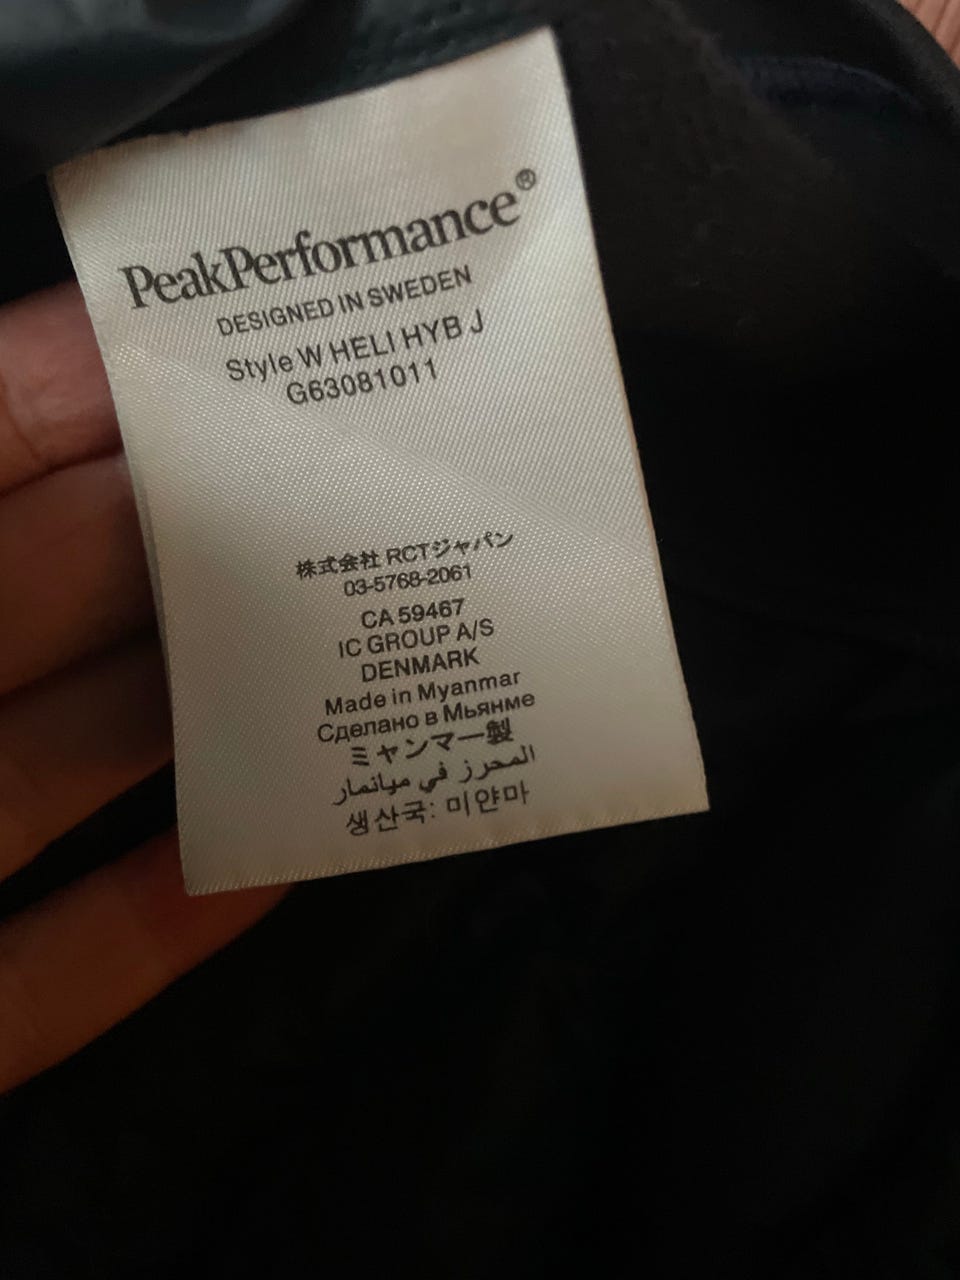 PeakPerformance®
DESIGNED IN SWEDEN
Style W HELI HYB J
G63081011
株式会社 RCTジャパン
03-5768-2061
CA 59467
IC GROUP A/S
DENMARK
Made in Myanmar
Сделано в Мьянме
ミャンマー製
المحرز في ميانمار
생산국: 미얀마